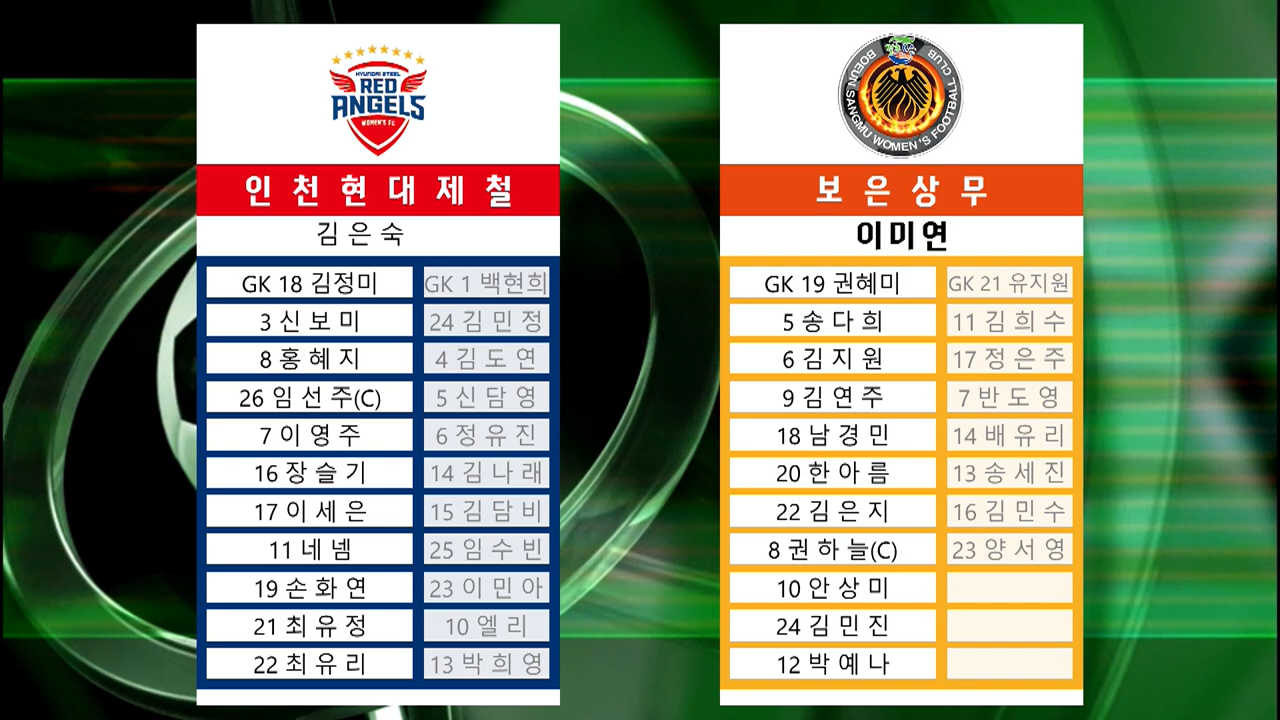 HYUNDAI STEEL
RED
ANGELS
WOMEN'S FC
인천현대제철
김은숙
GK 18 김정미 GK 1 백현희
3 신보미 24 김민정
8 홍혜지 4 김도연
26 임선주(C) 5 신담영
7 이영주 6 정유진
16 장슬기 14 김나래
17 이세은 15 김담비
11 네넴 25 임수빈
19 손화연 23 이민아
21 최유정 10 엘리
22 최유리 13 박희영
BOEUN SANGMU WOMEN'S FOOTBALL CLUB
보은상무
이미연
GK 19 권혜미 GK 21 유지원
5 송다희 11 김희수
6 김지원 17 정은주
9 김연주 7 반도영
18 남경민 14 배유리
20 한아름 13 송세진
22 김은지 16 김민수
8 권하늘(C) 23 양서영
10 안상미
24 김민진
12 박예나